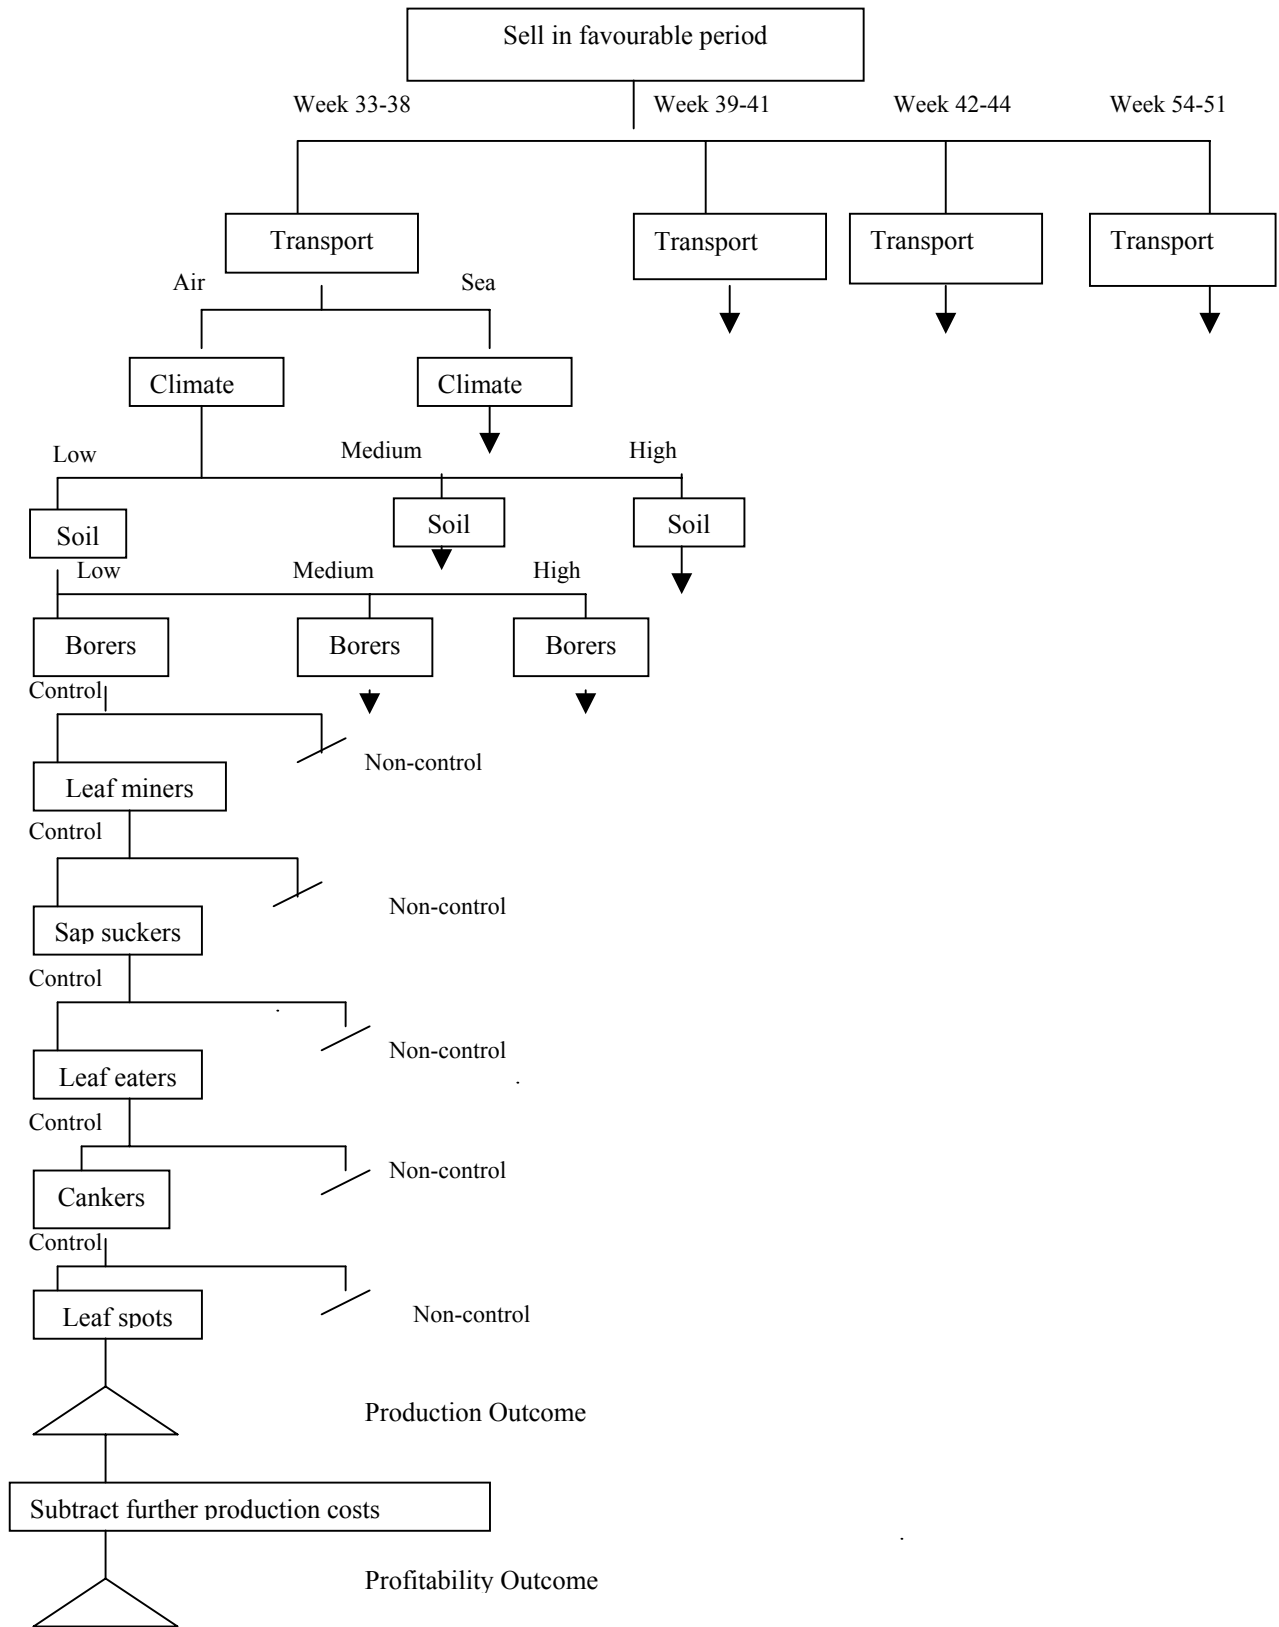 Sell in favourable period
Week 33-38 Week 39-41 Week 42-44 Week 54-51
Transport Transport Transport Transport
Air Sea
Climate Climate
Low Medium High
Soil Soil Soil
Low Medium High
Borers Borers Borers
Control
Non-control
Leaf miners
Control
Non-control
Sap suckers
Control
Non-control
Leaf eaters
Control
Non-control
Cankers
Control
Non-control
Leaf spots
Production Outcome
Subtract further production costs
Profitability Outcome